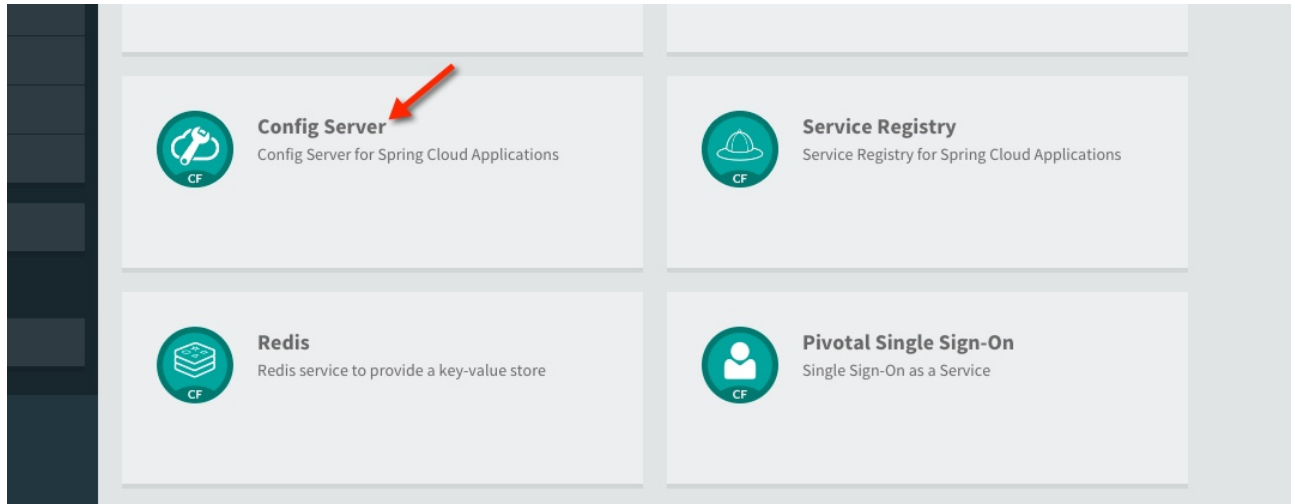 Config Server
Config Server for Spring Cloud Applications
CF
Service Registry
Service Registry for Spring Cloud Applications
CF
Redis
Redis service to provide a key-value store
CF
Pivotal Single Sign-On
Single Sign-On as a Service
CF